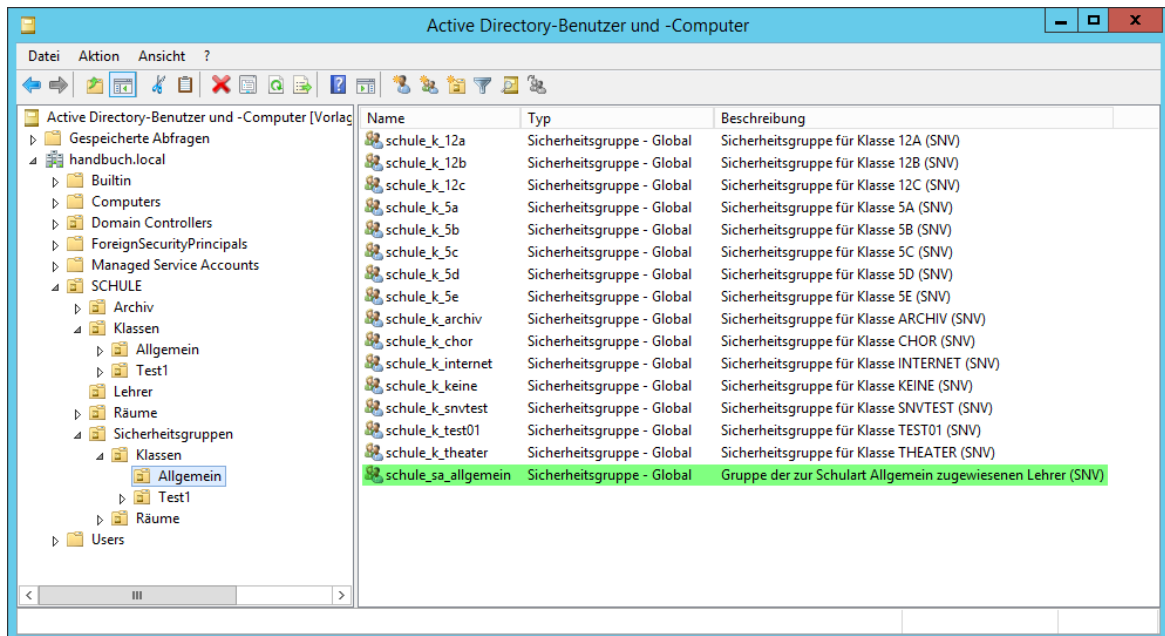 Active Directory-Benutzer und -Computer
Datei Aktion Ansicht ?
Active Directory-Benutzer und -Computer [Vorlag
Gespeicherte Abfragen
handbuch.local
Builtin
Computers
Domain Controllers
ForeignSecurityPrincipals
Managed Service Accounts
SCHULE
Archiv
Klassen
Allgemein
Test1
Lehrer
Räume
Sicherheitsgruppen
Klassen
Allgemein
Test1
Räume
Users
Name Typ Beschreibung
schule_k_12a Sicherheitsgruppe - Global Sicherheitsgruppe für Klasse 12A (SNV)
schule_k_12b Sicherheitsgruppe - Global Sicherheitsgruppe für Klasse 12B (SNV)
schule_k_12c Sicherheitsgruppe - Global Sicherheitsgruppe für Klasse 12C (SNV)
schule_k_5a Sicherheitsgruppe - Global Sicherheitsgruppe für Klasse 5A (SNV)
schule_k_5b Sicherheitsgruppe - Global Sicherheitsgruppe für Klasse 5B (SNV)
schule_k_5c Sicherheitsgruppe - Global Sicherheitsgruppe für Klasse 5C (SNV)
schule_k_5d Sicherheitsgruppe - Global Sicherheitsgruppe für Klasse 5D (SNV)
schule_k_5e Sicherheitsgruppe - Global Sicherheitsgruppe für Klasse 5E (SNV)
schule_k_archiv Sicherheitsgruppe - Global Sicherheitsgruppe für Klasse ARCHIV (SNV)
schule_k_chor Sicherheitsgruppe - Global Sicherheitsgruppe für Klasse CHOR (SNV)
schule_k_internet Sicherheitsgruppe - Global Sicherheitsgruppe für Klasse INTERNET (SNV)
schule_k_keine Sicherheitsgruppe - Global Sicherheitsgruppe für Klasse KEINE (SNV)
schule_k_snvtest Sicherheitsgruppe - Global Sicherheitsgruppe für Klasse SNVTEST (SNV)
schule_k_test01 Sicherheitsgruppe - Global Sicherheitsgruppe für Klasse TEST01 (SNV)
schule_k_theater Sicherheitsgruppe - Global Sicherheitsgruppe für Klasse THEATER (SNV)
schule_sa_allgemein Sicherheitsgruppe - Global Gruppe der zur Schulart Allgemein zugewiesenen Lehrer (SNV)